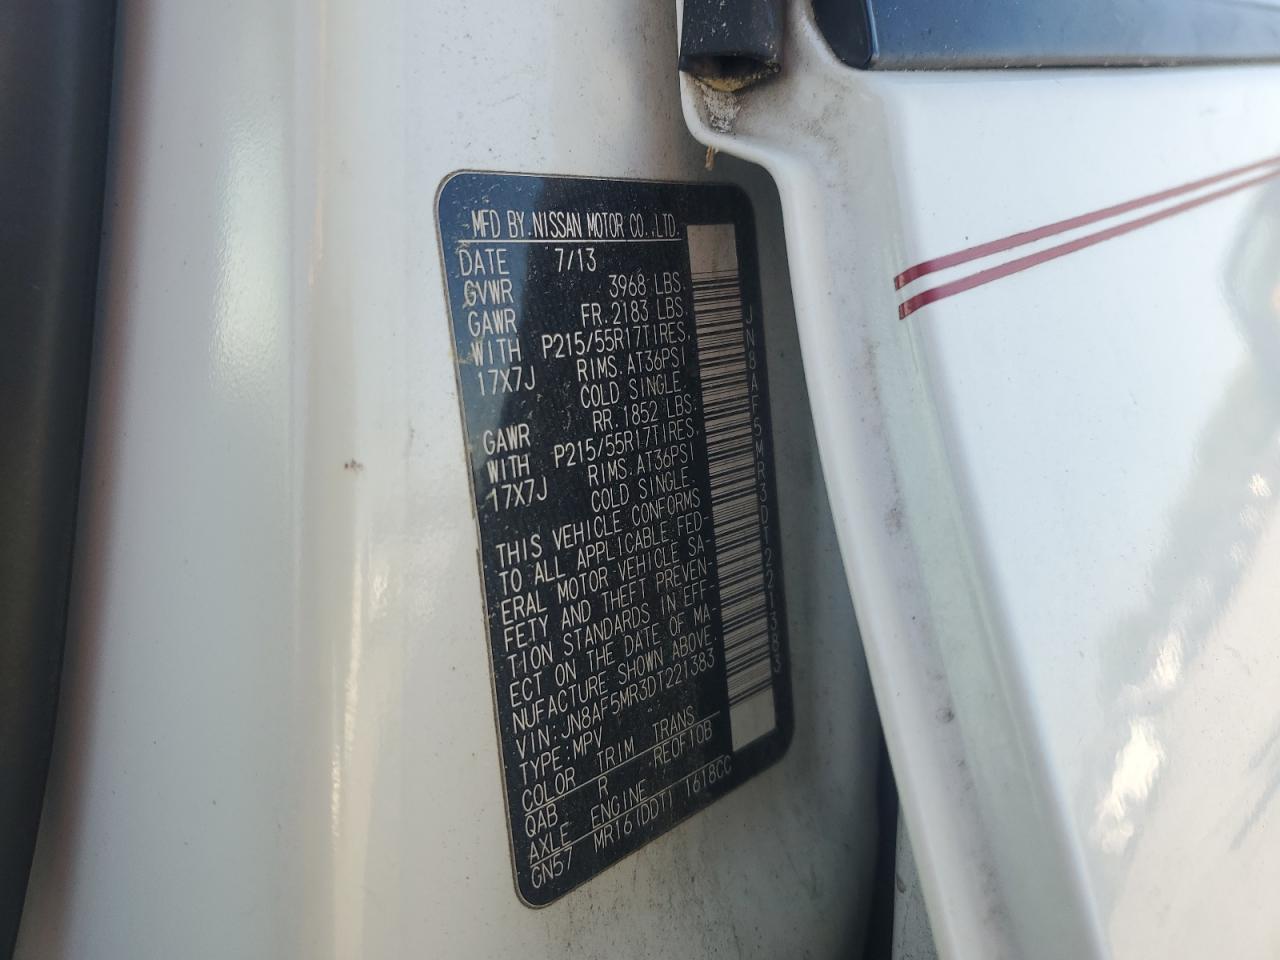 MFD BY NISSAN MOTOR CO.,LTD.
DATE 7/13
GVWR 3968 LBS.
GAWR FR. 2183 LBS.
WITH P215/55R17TIRES,
17X7J RIMS. AT36PSI
COLD SINGLE.
GAWR RR. 1852 LBS.
WITH P215/55R17TIRES,
17X7J RIMS. AT36PSI
COLD SINGLE.
THIS VEHICLE CONFORMS
TO ALL APPLICABLE FED-
ERAL MOTOR VEHICLE SA-
FETY AND THEFT PREVEN-
TION STANDARDS IN EFF-
ECT ON THE DATE OF MA-
NUFACTURE SHOWN ABOVE.
VIN:JN8AF5MR3DT221383
TYPE:MPV
COLOR TRIM TRANS
QAB R RE0F10B
AXLE ENGINE
GN57 MR16(DDT) 1618CC
JN8AF5MR3DT221383